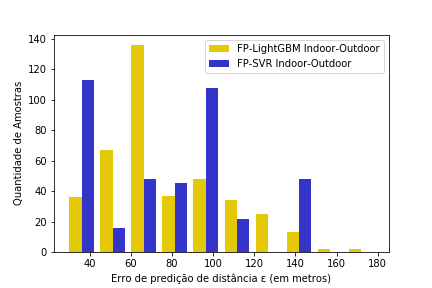 140
120
100
80
60
40
20
0
Quantidade de Amostras
FP-LightGBM Indoor-Outdoor
FP-SVR Indoor-Outdoor
40 60 80 100 120 140 160 180
Erro de predição de distância ε (em metros)